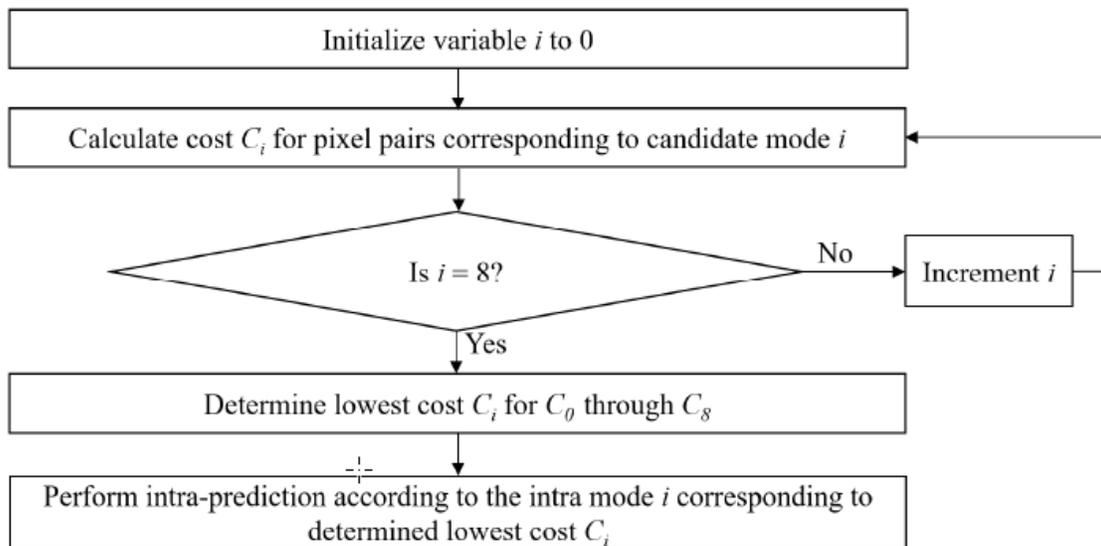 Initialize variable i to 0
Calculate cost Cᵢ for pixel pairs corresponding to candidate mode i
Is i = 8?
No
Increment i
Yes
Determine lowest cost Cᵢ for C₀ through C₈
Perform intra-prediction according to the intra mode i corresponding to
determined lowest cost Cᵢ